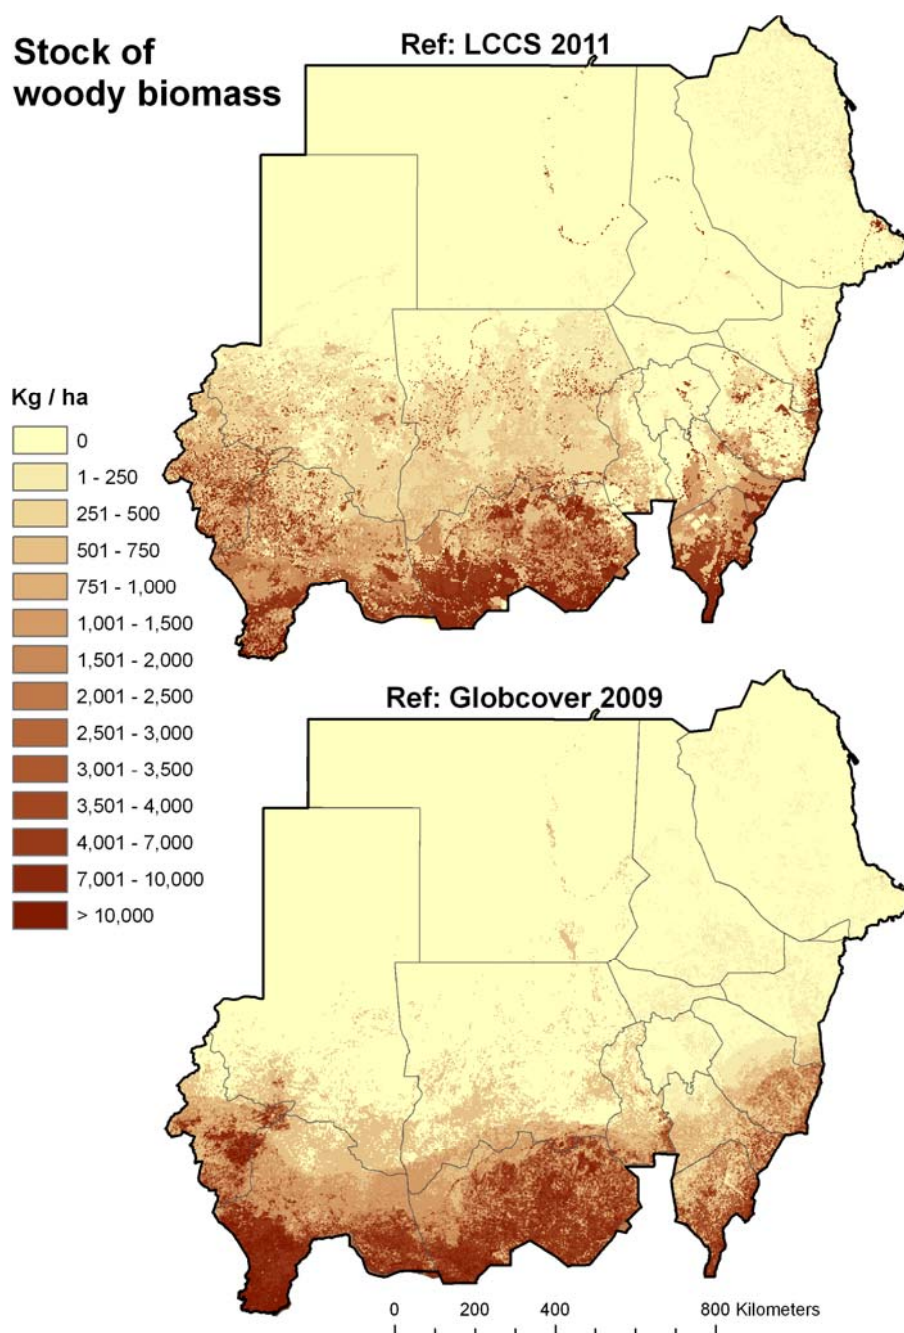 Stock of
woody biomass
Ref: LCCS 2011
Kg / ha
0
1 - 250
251 - 500
501 - 750
751 - 1,000
1,001 - 1,500
1,501 - 2,000
2,001 - 2,500
2,501 - 3,000
3,001 - 3,500
3,501 - 4,000
4,001 - 7,000
7,001 - 10,000
> 10,000
Ref: Globcover 2009
0 200 400 800 Kilometers